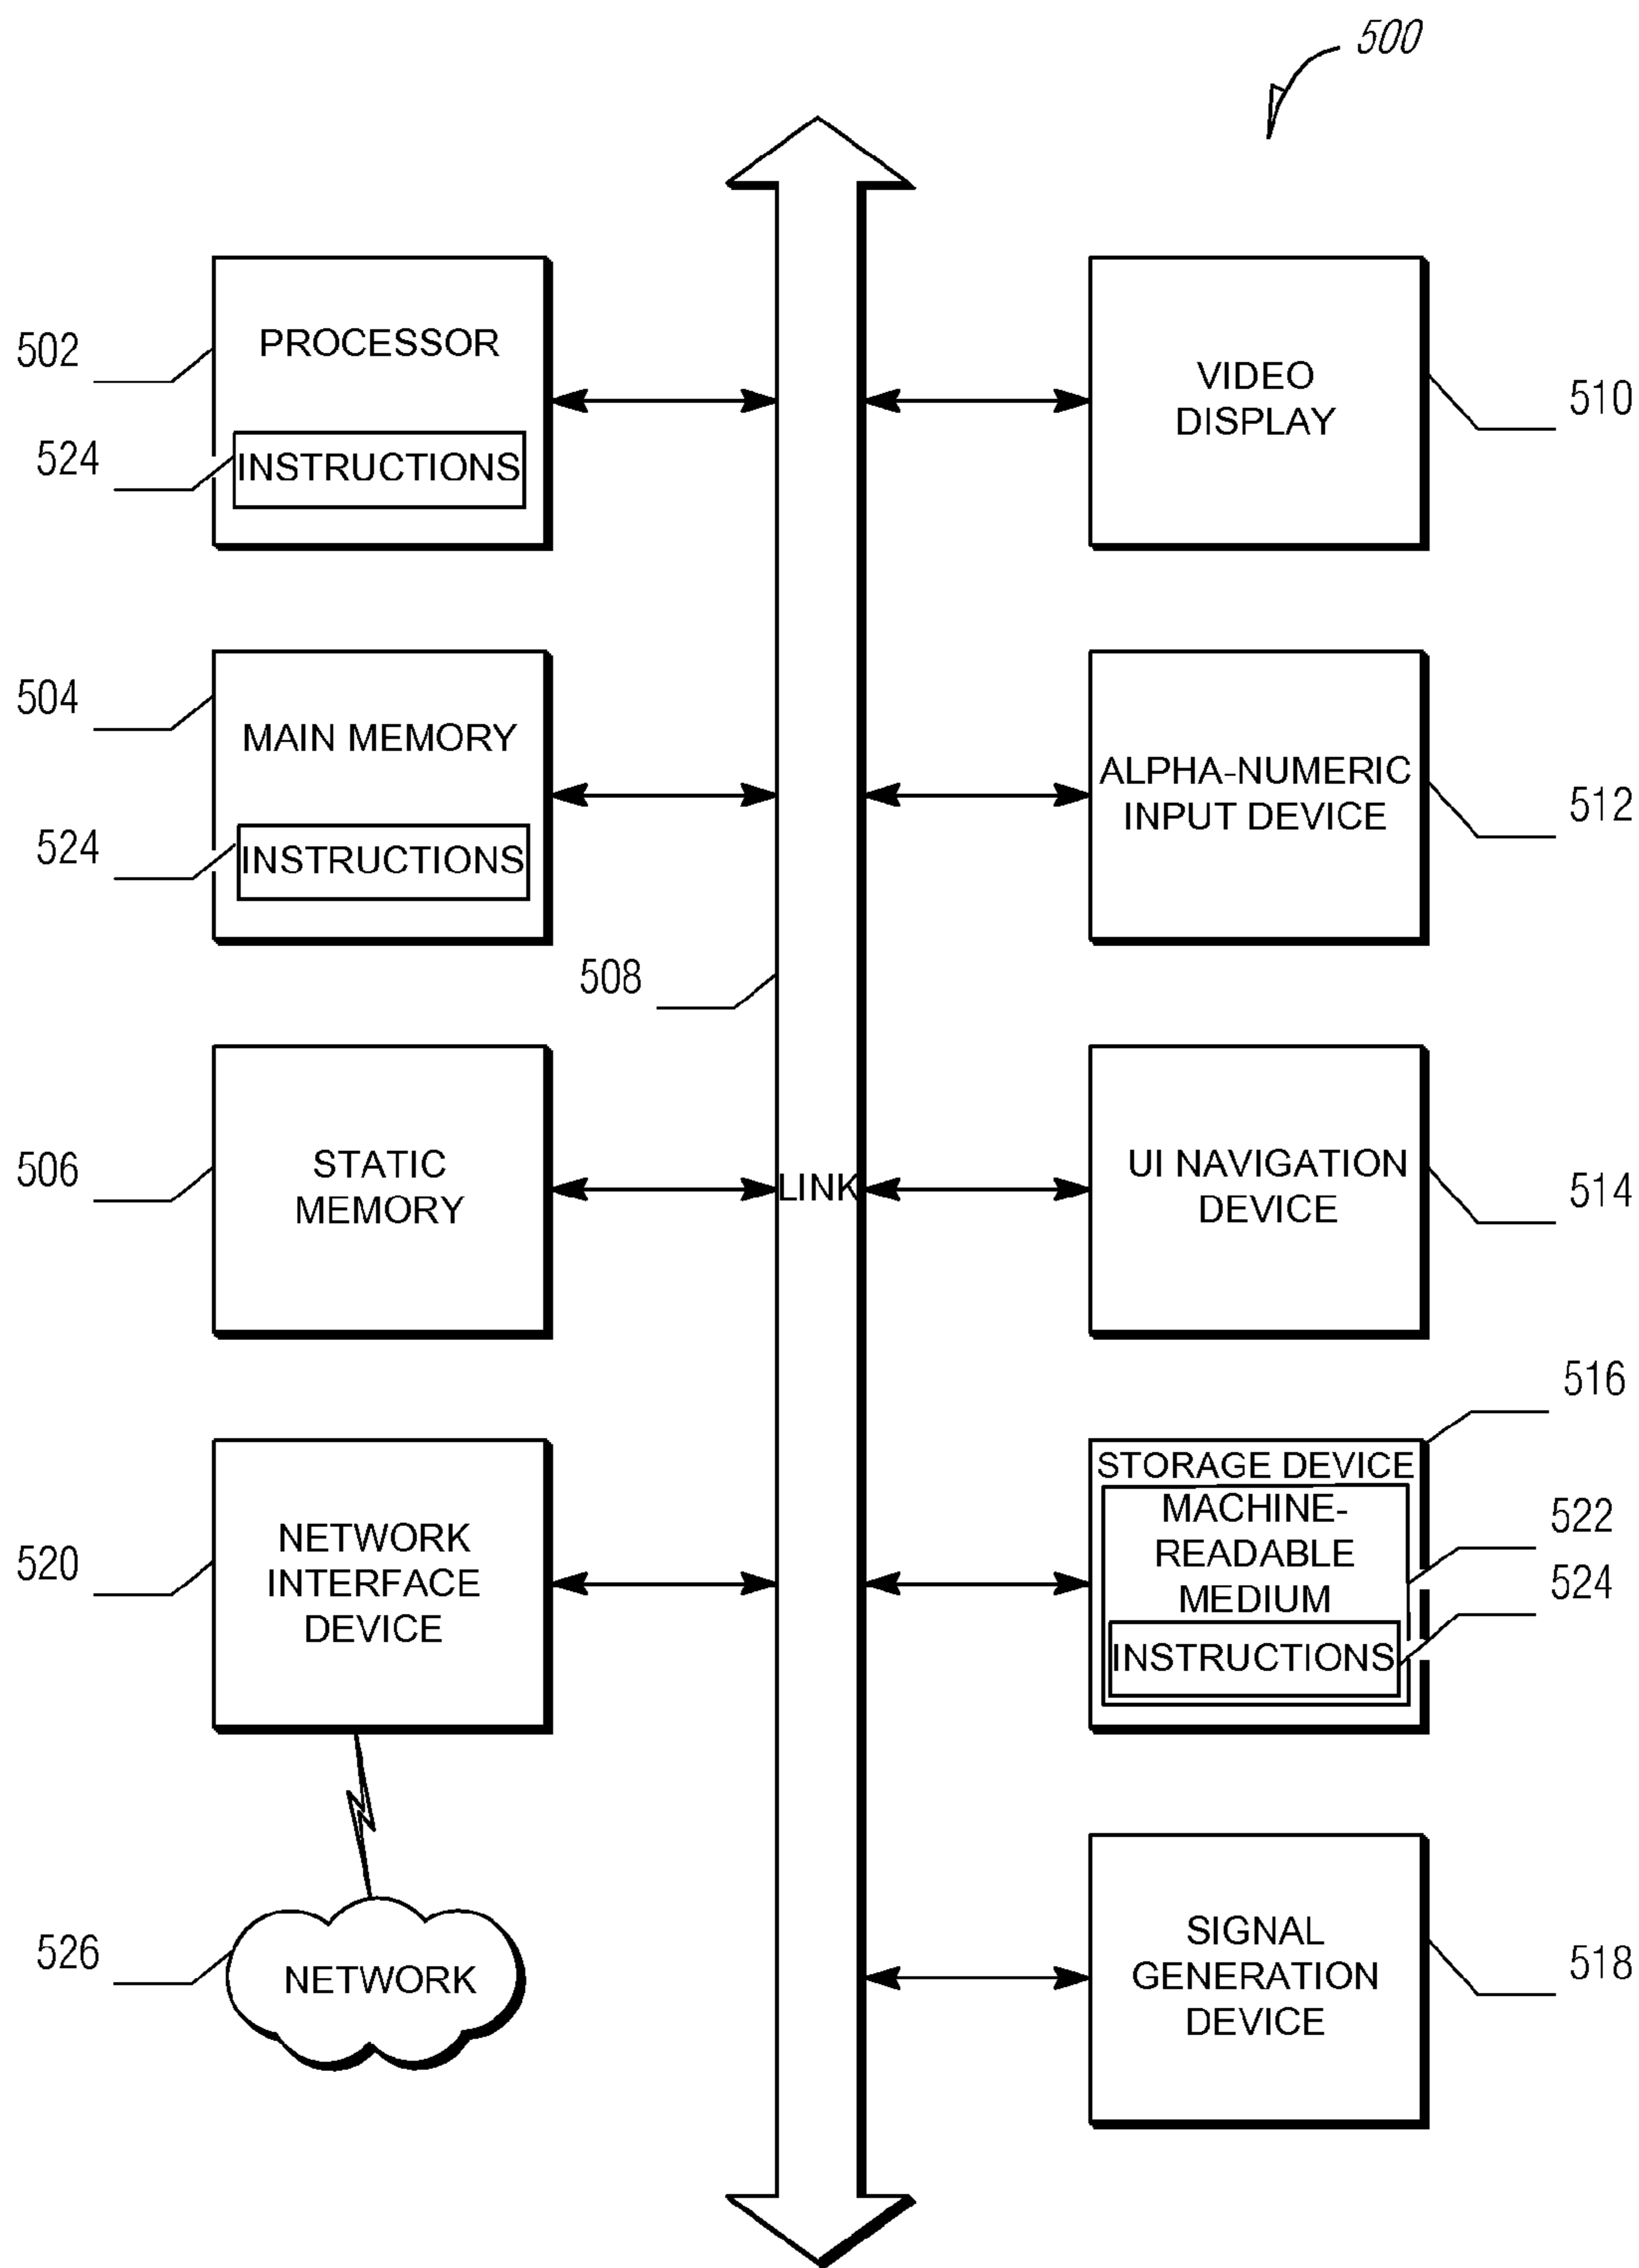 500
502
PROCESSOR
524
INSTRUCTIONS
VIDEO
DISPLAY
510
504
MAIN MEMORY
524
INSTRUCTIONS
ALPHA-NUMERIC
INPUT DEVICE
512
508
506
STATIC
MEMORY
LINK
UI NAVIGATION
DEVICE
514
520
NETWORK
INTERFACE
DEVICE
516
STORAGE DEVICE
MACHINE-
READABLE
MEDIUM
522
524
INSTRUCTIONS
526
NETWORK
SIGNAL
GENERATION
DEVICE
518